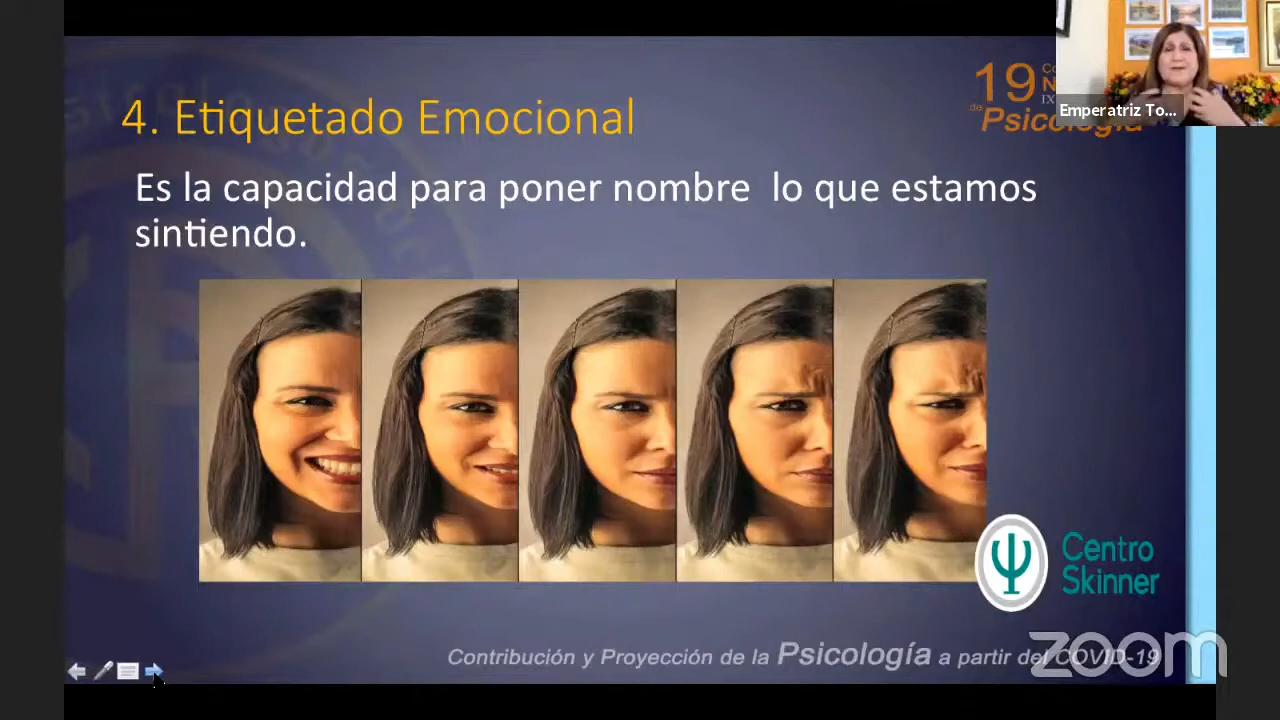 4. Etiquetado Emocional
Es la capacidad para poner nombre  lo que estamos
sintiendo.
19
de
Psicología
Emperatriz To...
Centro
Skinner
Contribución y Proyección de la Psicología a partir del COVID-19
zoom